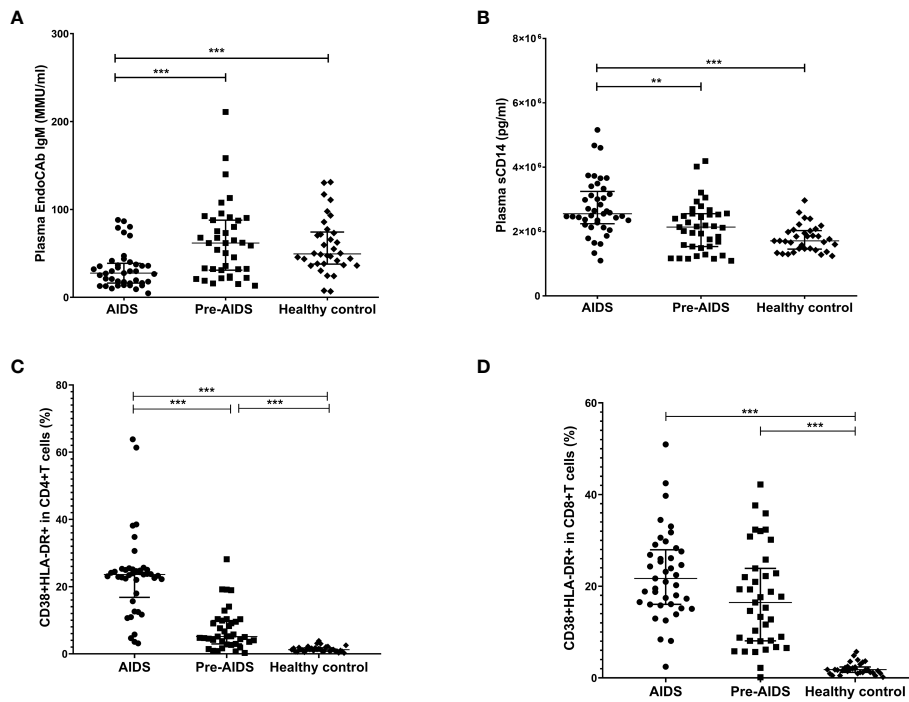 A
Plasma EndoCAb IgM (MMU/ml)
300
200
100
0
***
***
AIDS Pre-AIDS Healthy control
B
Plasma sCD14 (pg/ml)
8×10⁶
6×10⁶
4×10⁶
2×10⁶
0
***
**
AIDS Pre-AIDS Healthy control
C
CD38+HLA-DR+ in CD4+T cells (%)
80
60
40
20
0
***
*** ***
AIDS Pre-AIDS Healthy control
D
CD38+HLA-DR+ in CD8+T cells (%)
60
40
20
0
***
***
AIDS Pre-AIDS Healthy control